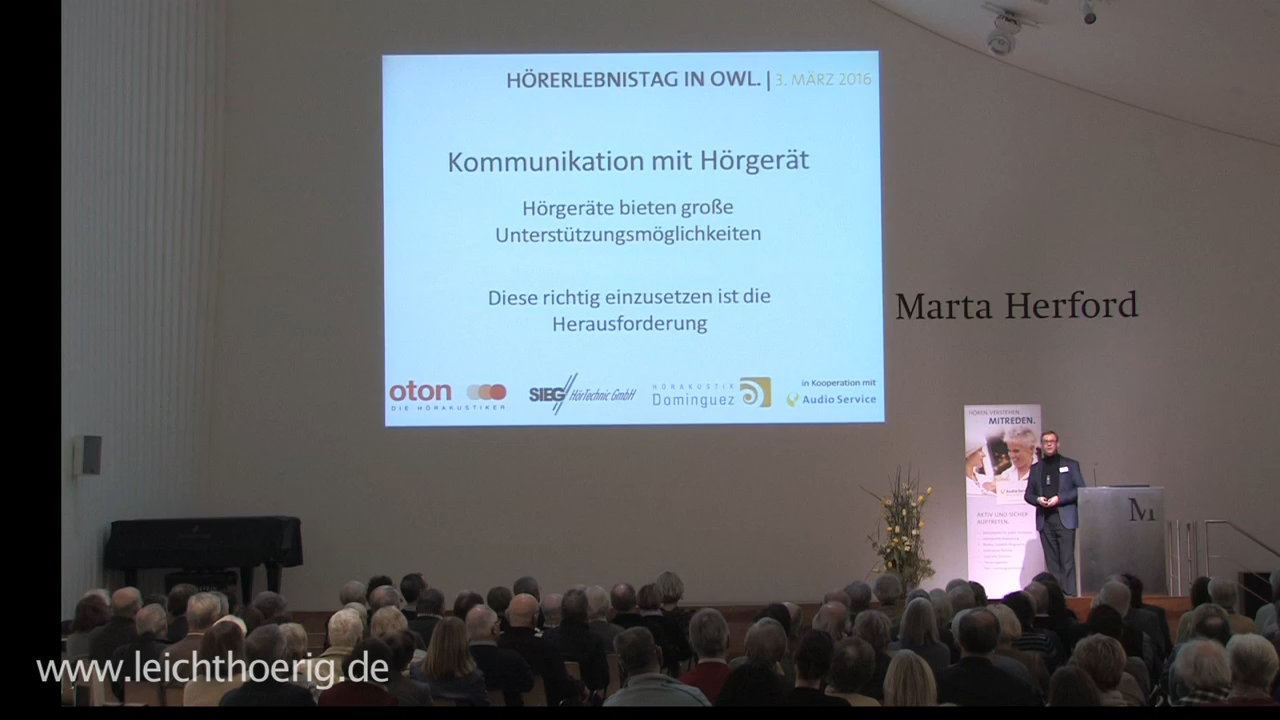 HÖRERLEBNISTAG IN OWL. | 3. MÄRZ 2016
Kommunikation mit Hörgerät
Hörgeräte bieten große
Unterstützungsmöglichkeiten
Diese richtig einzusetzen ist die
Herausforderung
oton
DIE HÖRAKUSTIKER
SIEG HörTechnic GmbH
HÖRAKUSTIK
Dominguez
in Kooperation mit
Audio Service
Marta Herford
HÖREN. VERSTEHEN.
MITREDEN.
AKTIV UND SICHER
AUFTRETEN.
M
www.leichthoerig.de